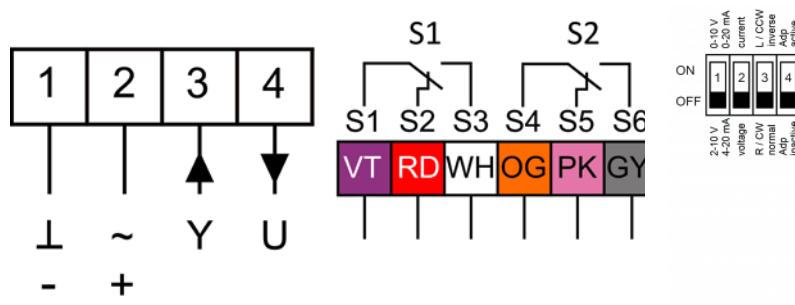 1 2 3 4
⊥ ~ Y U
- +
S1 S2
S1 S2 S3 S4 S5 S6
VT RD WH OG PK GY
0-10 V
0-20 mA
current
L / CCW
inverse
Adp
active
ON
OFF
1 2 3 4
2-10 V
4-20 mA
voltage
R / CW
normal
Adp
inactive